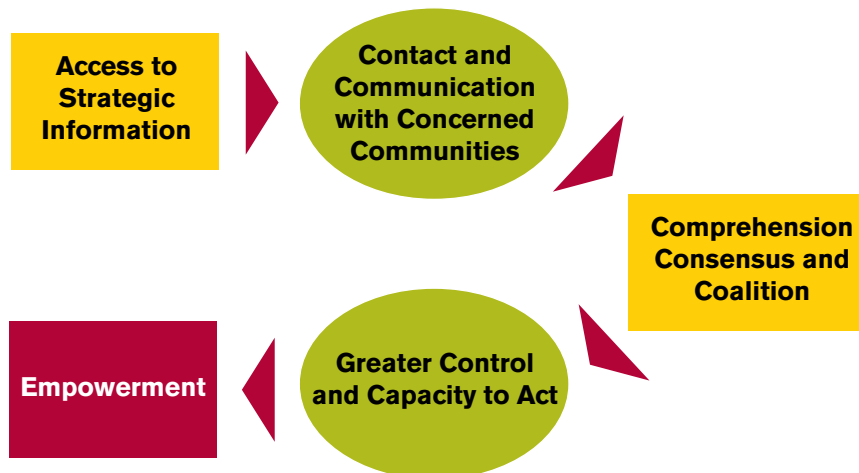 Access to
Strategic
Information
Contact and
Communication
with Concerned
Communities
Comprehension
Consensus and
Coalition
Greater Control
and Capacity to Act
Empowerment